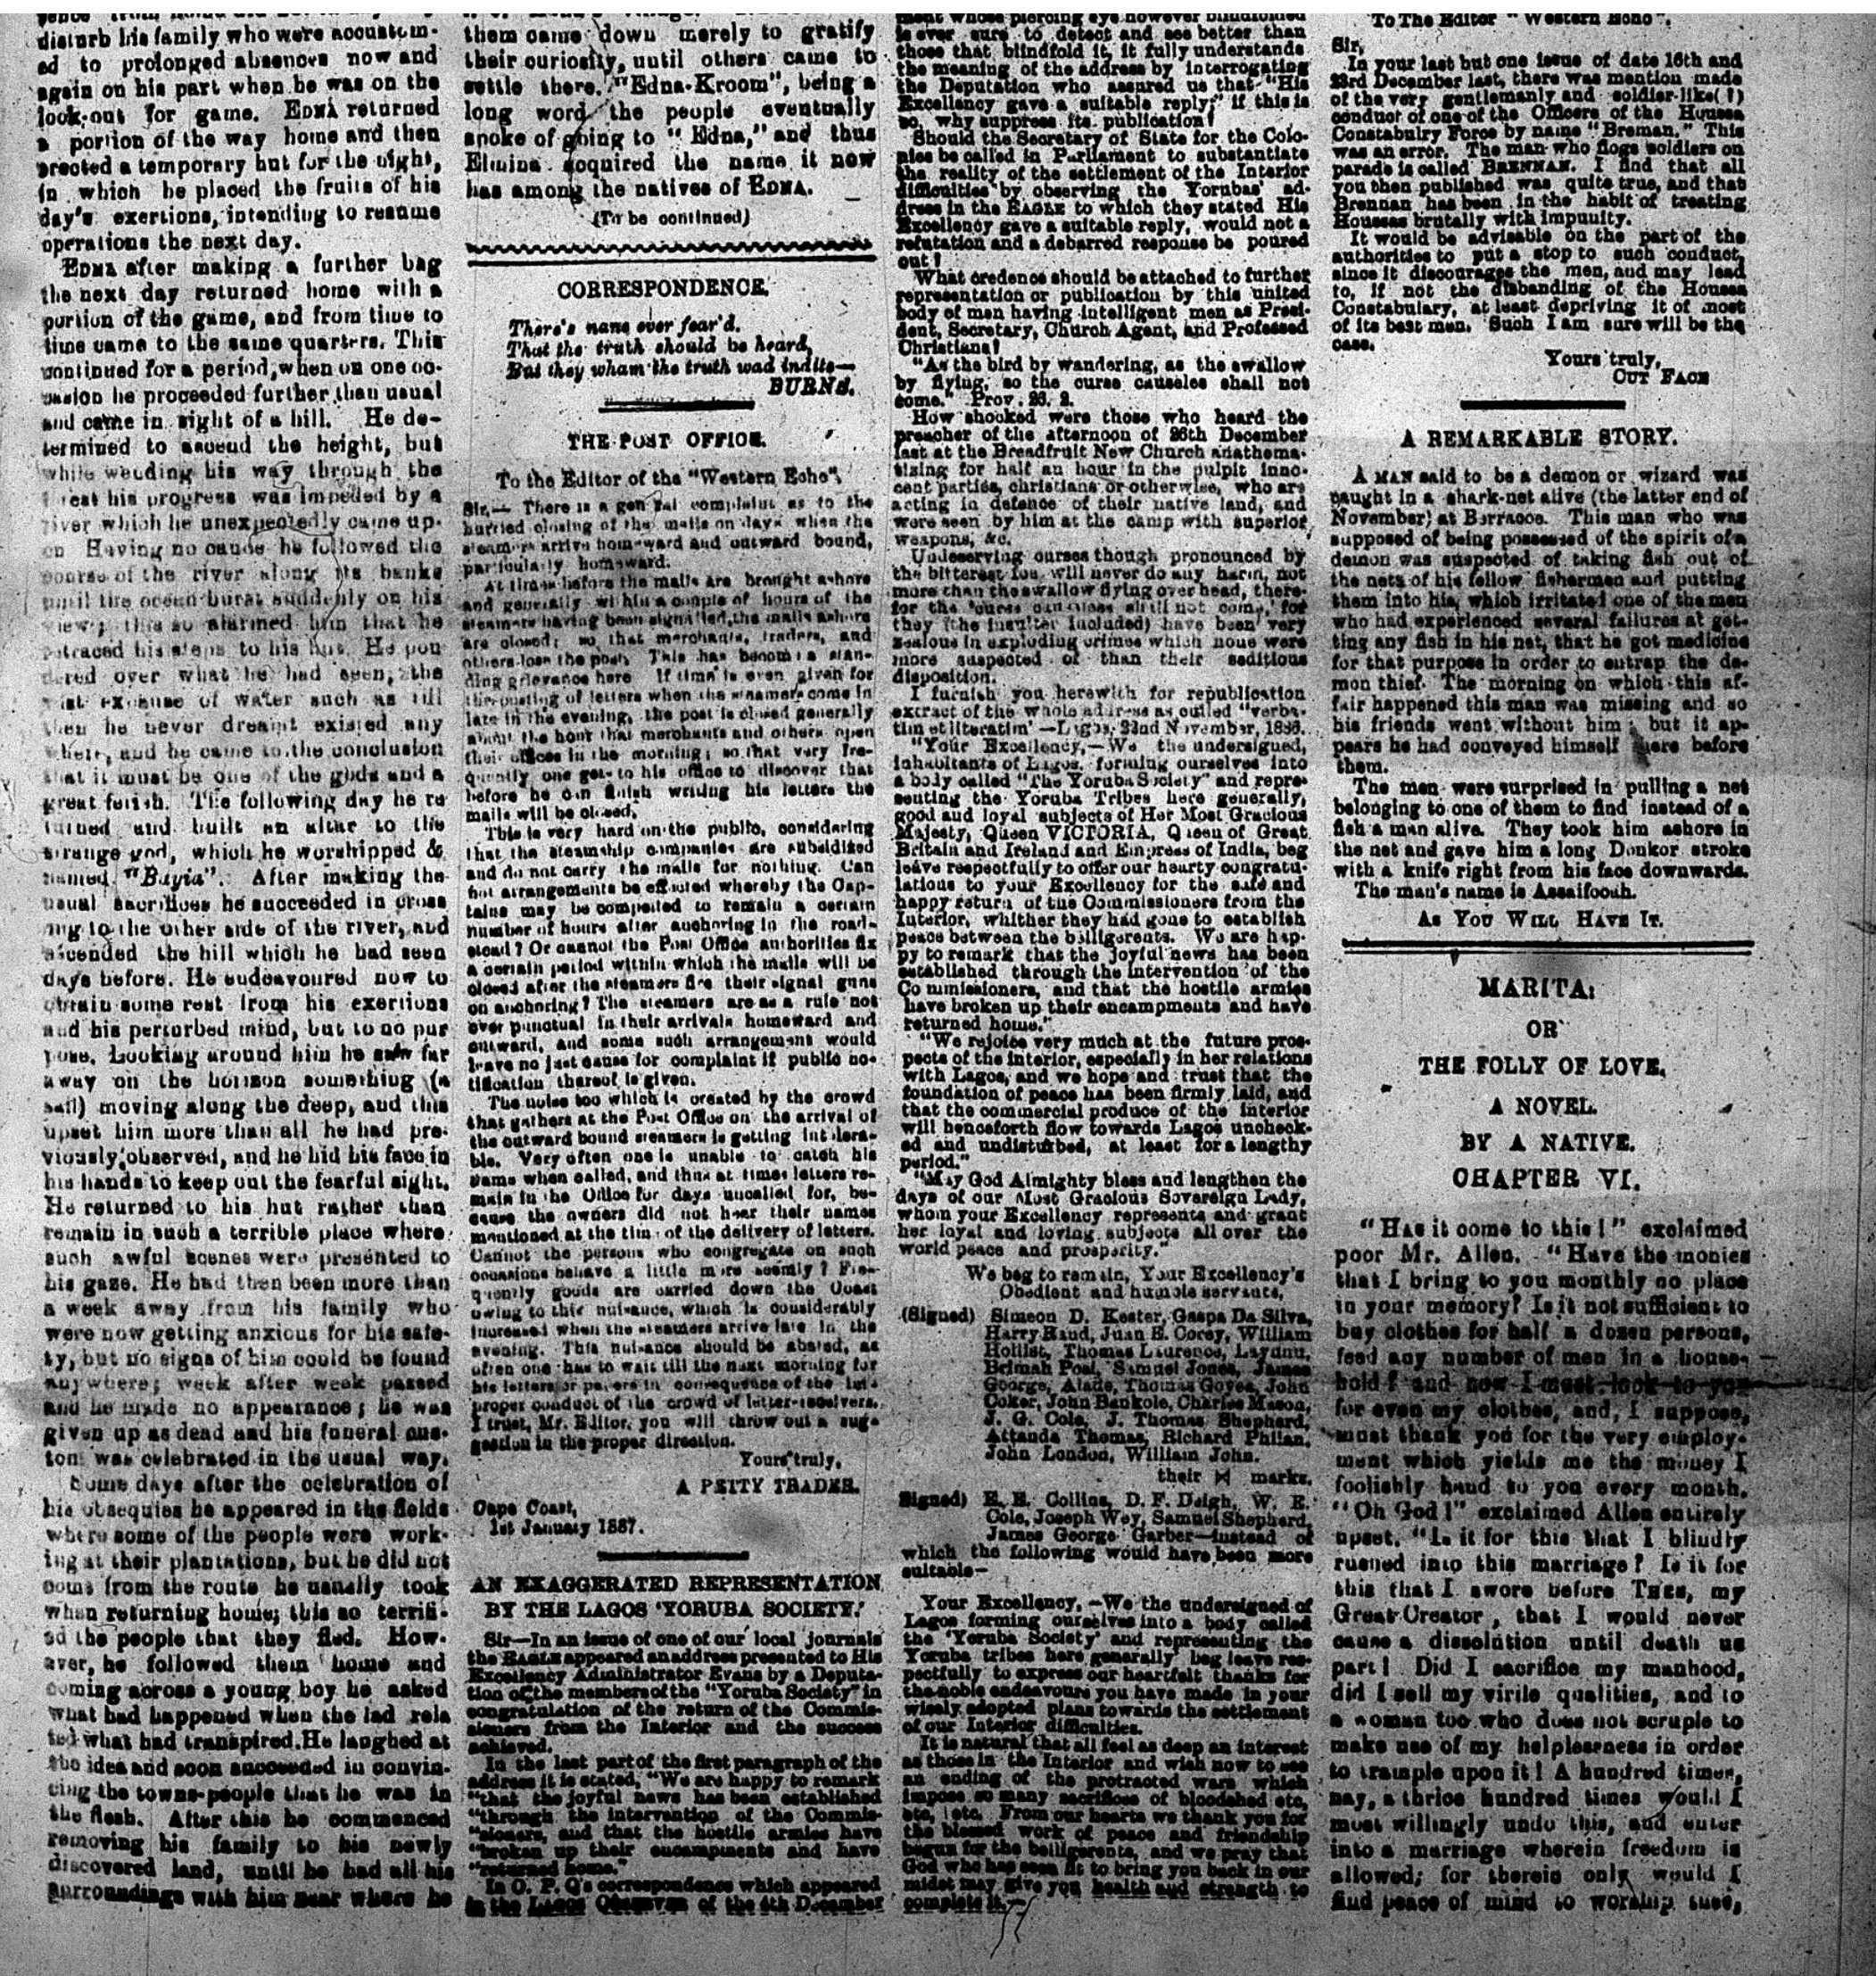 disturb his family who were accustom-
ed to prolonged absences now and
again on his part when he was on the
look-out for game. EDNA returned
a portion of the way home and then
erected a temporary hut for the night,
in which he placed the fruits of his
day's exertions, intending to resume
operations the next day.
EDNA after making a further bag
the next day returned home with a
portion of the game, and from time to
time came to the same quarters. This
continued for a period, when on one oc-
casion he proceeded further than usual
and came in sight of a hill. He de-
termined to ascend the height, but
while wending his way through the
forest his progress was impeded by a
river which he unexpectedly came up-
on Having no canoe he followed the
course of the river along its banks
until the ocean burst suddenly on his
view; this so alarmed him that he
retraced his steps to his hut. He pon
dered over what he had seen, the
vast expanse of water such as till
then he never dreamt existed any
where, and he came to the conclusion
that it must be one of the gods and a
great fetish. The following day he re
turned and built an altar to the
strange god, which he worshipped &
named "Bayia". After making the
usual sacrifices he succeeded in cross
ing to the other side of the river, and
ascended the hill which he had seen
days before. He endeavoured now to
obtain some rest from his exertions
and his perturbed mind, but to no pur
pose. Looking around him he saw far
away on the horizon something (a
sail) moving along the deep, and this
upset him more than all he had pre-
viously observed, and he hid his face in
his hands to keep out the fearful sight.
He returned to his hut rather than
remain in such a terrible place where
such awful scenes were presented to
his gaze. He had then been more than
a week away from his family who
were now getting anxious for his safe-
ty, but no signs of him could be found
anywhere; week after week passed
and he made no appearance; he was
given up as dead and his funeral cus-
tom was celebrated in the usual way.
Some days after the celebration of
his obsequies he appeared in the fields
where some of the people were work-
ing at their plantations, but he did not
come from the route he usually took
when returning home; this so terrifi-
ed the people that they fled. How-
ever, he followed them home and
coming across a young boy he asked
what had happened when the lad rela
ted what had transpired. He laughed at
the idea and soon succeeded in convin-
cing the towns-people that he was in
the flesh. After this he commenced
removing his family to his newly
discovered land, until he had all his
surroundings with him near where he
them came down merely to gratify
their curiosity, until others came to
settle there. "Edna-Kroom", being a
long word the people eventually
spoke of going to "Edna," and thus
Elmina acquired the name it now
has among the natives of EDNA.
(To be continued)
CORRESPONDENCE.
There's nane ever fear'd.
That the truth should be heard,
But they wham the truth wad indite—
BURNS.
THE POST OFFICE.
To the Editor of the "Western Echo".
Sir,— There is a general complaint as to the
hurried closing of the mails on days when the
steamers arrive homeward and outward bound,
particularly homeward.
At times before the mails are brought ashore
and generally within a couple of hours of the
steamers having been signalled, the mails ashore
are closed; so that merchants, traders, and
others lose the post. This has become a stan-
ding grievance here If time is even given for
the posting of letters when the steamers come in
late in the evening, the post is closed generally
about the hour that merchants and others open
their offices in the morning; so that very fre-
quently one gets to his office to discover that
before he can finish writing his letters the
mails will be closed.
This is very hard on the public, considering
that the steamship companies are subsidized
and do not carry the mails for nothing. Can
not arrangements be effected whereby the Cap-
tains may be compelled to remain a certain
number of hours after anchoring in the road-
stead? Or cannot the Post Office authorities fix
a certain period within which the mails will be
closed after the steamers fire their signal guns
on anchoring? The steamers are as a rule not
over punctual in their arrivals homeward and
outward, and some such arrangement would
leave no just cause for complaint if public no-
tification thereof is given.
The noise too which is created by the crowd
that gathers at the Post Office on the arrival of
the outward bound steamers is getting intolera-
ble. Very often one is unable to catch his
name when called, and thus at times letters re-
main in the Office for days uncalled for, be-
cause the owners did not hear their names
mentioned at the time of the delivery of letters.
Cannot the persons who congregate on such
occasions behave a little more seemly? Fre-
quently goods are carried down the Coast
owing to this nuisance, which is considerably
increased when the steamers arrive late in the
evening. This nuisance should be abated, as
often one has to wait till the next morning for
his letters or papers in consequence of the im-
proper conduct of the crowd of letter-receivers.
I trust, Mr. Editor, you will throw out a sug-
gestion in the proper direction.
Yours truly,
A PETTY TRADER.
Cape Coast,
1st January 1887.
AN EXAGGERATED REPRESENTATION
BY THE LAGOS 'YORUBA SOCIETY.'
Sir—In an issue of one of our local journals
the EAGLE appeared an address presented to His
Excellency Administrator Evans by a Deputa-
tion of the members of the "Yoruba Society" in
congratulation of the return of the Commis-
sioners from the Interior and the success
achieved.
In the last part of the first paragraph of the
address it is stated, "We are happy to remark
"that the joyful news has been established
"through the intervention of the Commis-
"sioners, and that the hostile armies have
"broken up their encampments and have
"returned home."
In O. P. Q's correspondence which appeared
in the LAGOS OBSERVER of the 4th December
ment whose piercing eye however blindfolded
is ever sure to detect and see better than
those that blindfold it, it fully understands
the meaning of the address by interrogating
the Deputation who assured us that "His
Excellency gave a suitable reply;" if this is
so, why suppress its publication!
Should the Secretary of State for the Colo-
nies be called in Parliament to substantiate
the reality of the settlement of the Interior
difficulties by observing the Yorubas' ad-
dress in the EAGLE to which they stated His
Excellency gave a suitable reply, would not a
refutation and a debarred response be poured
out!
What credence should be attached to further
representation or publication by this united
body of men having intelligent men as Presi-
dent, Secretary, Church Agent, and Professed
Christians!
"As the bird by wandering, as the swallow
by flying, so the curse causeles shall not
come." Prov. 26. 2.
How shocked were those who heard the
preacher of the afternoon of 26th December
last at the Breadfruit New Church anathema-
tizing for half an hour in the pulpit inno-
cent parties, christians or otherwise, who are
acting in defence of their native land, and
were seen by him at the camp with superior
weapons, &c.
Undeserving curses though pronounced by
the bitterest foe, will never do any harm, not
more than the swallow flying over head, there-
for the 'curse causeless shall not come,' for
they (the insulter included) have been very
zealous in exploding crimes which none were
more suspected of than their seditious
disposition.
I furnish you herewith for republication
extract of the whole address as culled "verba-
tim et literatim'—Lagos, 22nd November, 1886.
"Your Excellency,—We the undersigned,
inhabitants of Lagos, forming ourselves into
a body called "The Yoruba Society" and repre-
senting the Yoruba Tribes here generally,
good and loyal subjects of Her Most Gracious
Majesty, Queen VICTORIA, Queen of Great
Britain and Ireland and Empress of India, beg
leave respectfully to offer our hearty congratu-
lations to your Excellency for the safe and
happy return of the Commissioners from the
Interior, whither they had gone to establish
peace between the billigerents. We are hap-
py to remark that the joyful news has been
established through the intervention of the
Commissioners, and that the hostile armies
have broken up their encampments and have
returned home."
"We rejoice very much at the future pros-
pects of the interior, especially in her relations
with Lagos, and we hope and trust that the
foundation of peace has been firmly laid, and
that the commercial produce of the interior
will henceforth flow towards Lagos uncheck-
ed and undisturbed, at least for a lengthy
period."
"May God Almighty bless and lengthen the
days of our Most Gracious Sovereign Lady,
whom your Excellency represents and grant
her loyal and loving subjects all over the
world peace and prosperity."
We beg to remain, Your Excellency's
Obedient and humble servants,
(Signed) Simeon D. Kester, Gaspa Da Silva,
Harry Baud, Juan E. Corey, William
Hollist, Thomas Laurence, Laydnu,
Brimah Poal, Samuel Jones, James
George, Alade, Thomas Goyea, John
Coker, John Bankole, Charles Mason,
J. G. Cole, J. Thomas Shepherd,
Attanda Thomas, Richard Philan,
John London, William John.
their ⋈ marks.
Signed) E. E. Collins, D. F. Deigh, W. E.
Cole, Joseph Wey, Samuel Shepherd,
James George Garber—instead of
which the following would have been more
suitable—
Your Excellency, —We the undersigned of
Lagos forming ourselves into a body called
the 'Yoruba Society' and representing the
Yoruba tribes here generally beg leave res-
pectfully to express our heartfelt thanks for
the noble endeavours you have made in your
wisely adopted plans towards the settlement
of our Interior difficulties.
It is natural that all feel as deep an interest
as those in the Interior and wish now to see
an ending of the protracted wars which
impose so many sacrifices of bloodshed etc,
etc, etc. From our hearts we thank you for
the blessed work of peace and friendship
begun for the belligerents, and we pray that
God who has seen fit to bring you back in our
midst may give you health and strength to
complete it.—
To The Editor "Western Echo".
Sir,
In your last but one issue of date 16th and
23rd December last, there was mention made
of the very gentlemanly and soldier-like(!)
conduct of one of the Officers of the Houssa
Constabulry Force by name "Breman." This
was an error. The man who flogs soldiers on
parade is called BRENNAN. I find that all
you then published was quite true, and that
Brennan has been in the habit of treating
Houssas brutally with impunity.
It would be advisable on the part of the
authorities to put a stop to such conduct,
since it discourages the men, and may lead
to, if not the disbanding of the Houssa
Constabulary, at least depriving it of most
of its best men. Such I am sure will be the
case.
Yours truly,
CUT FACE
A REMARKABLE STORY.
A MAN said to be a demon or wizard was
caught in a shark-net alive (the latter end of
November) at Barracoe. This man who was
supposed of being possessed of the spirit of a
demon was suspected of taking fish out of
the nets of his fellow fishermen and putting
them into his, which irritated one of the men
who had experienced several failures at get-
ting any fish in his net, that he got medicine
for that purpose in order to entrap the de-
mon thief. The morning on which this af-
fair happened this man was missing and so
his friends went without him; but it ap-
pears he had conveyed himself there before
them.
The men were surprised in pulling a net
belonging to one of them to find instead of a
fish a man alive. They took him ashore in
the net and gave him a long Donkor stroke
with a knife right from his face downwards.
The man's name is Assaifooah.
AS YOU WILL HAVE IT.
MARITA:
OR
THE FOLLY OF LOVE.
A NOVEL.
BY A NATIVE.
CHAPTER VI.
"HAS it come to this!" exclaimed
poor Mr. Allen. "Have the monies
that I bring to you monthly no place
in your memory? Is it not sufficient to
buy clothes for half a dozen persons,
feed any number of men in a house-
hold? and now I must look to you
for even my clothes, and, I suppose,
must thank you for the very employ-
ment which yields me the money I
foolishly hand to you every month.
"Oh God!" exclaimed Allen entirely
upset. "Is it for this that I blindly
rushed into this marriage? Is it for
this that I swore before THEE, my
Great Creator, that I would never
cause a dissolution until death us
part! Did I sacrifice my manhood,
did I sell my virile qualities, and to
a woman too who does not scruple to
make use of my helplessness in order
to trample upon it! A hundred times,
nay, a thrice hundred times would I
most willingly undo this, and enter
into a marriage wherein freedom is
allowed; for therein only would I
find peace of mind to worship thee,